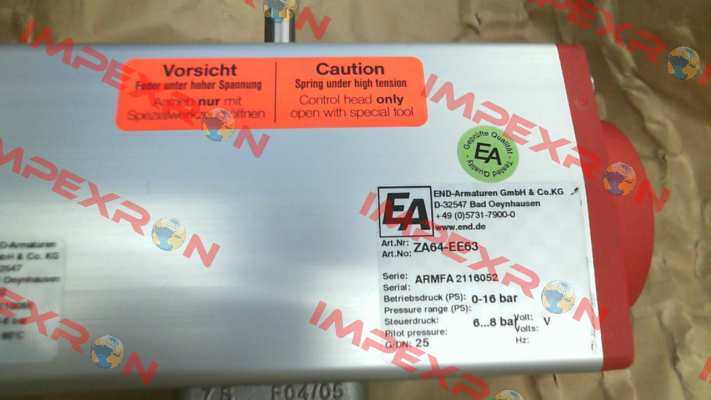 Vorsicht
Feder unter hoher Spannung
Antrieb nur mit
Spezialwerkzeug öffnen
Caution
Spring under high tension
Control head only
open with special tool
Geprüfte Qualität - Tested Quality -
EA
EA
END-Armaturen GmbH & Co.KG
D-32547 Bad Oeynhausen
+49 (0)5731-7900-0
www.end.de
Art.Nr:
Art.No: ZA64-EE63
Serie:
Serial: ARMFA 2116052
Betriebsdruck (PS): 0-16 bar
Pressure range (PS):
Steuerdruck: 6...8 bar Volt: V
Pilot pressure: Volts:
G/DN: 25 Hz:
END-Armaturen
GmbH & Co. KG
Oeynhausen
F04/05
IMPEXRON
IMPEXRON
IMPEXRON
IMPEXRON
IMPEXRON